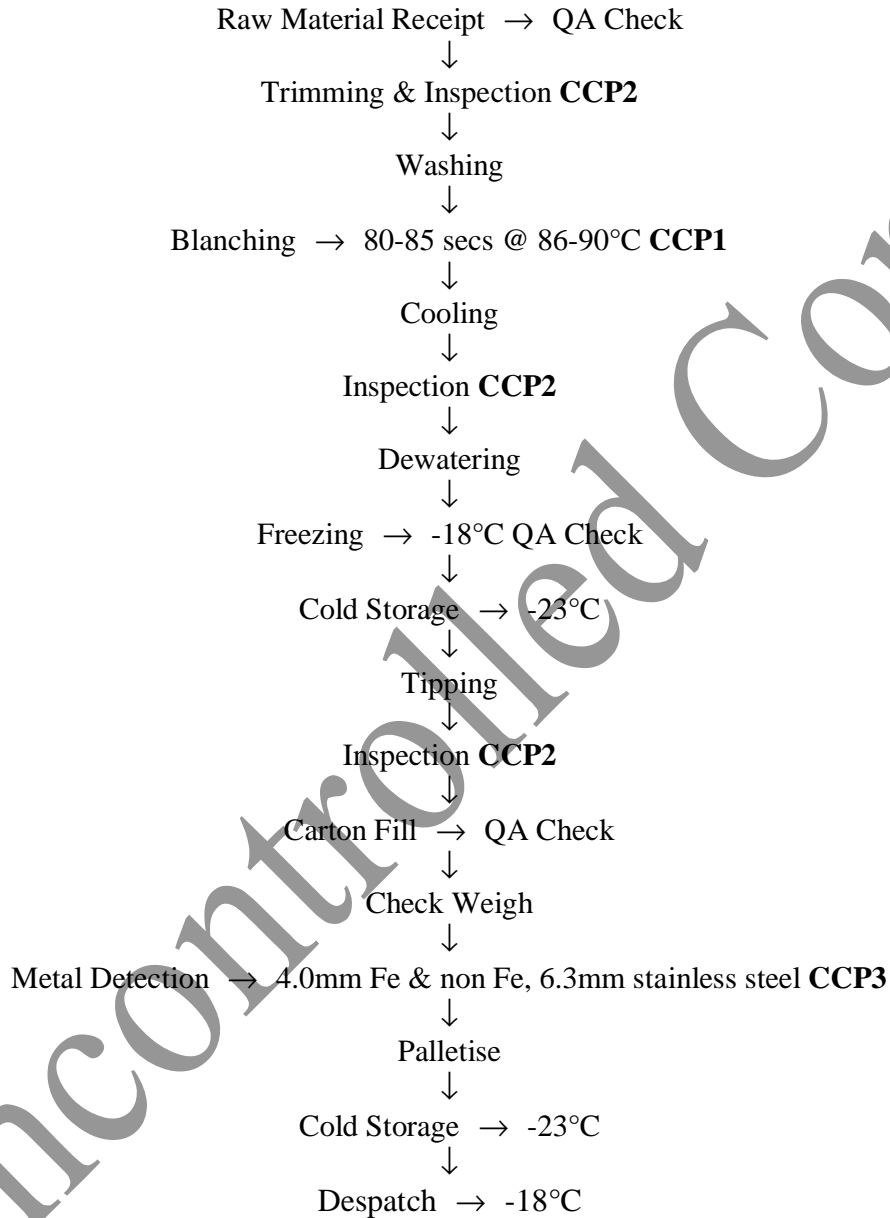 Raw Material Receipt → QA Check
↓
Trimming & Inspection CCP2
↓
Washing
↓
Blanching → 80-85 secs @ 86-90°C CCP1
↓
Cooling
↓
Inspection CCP2
↓
Dewatering
↓
Freezing → -18°C QA Check
↓
Cold Storage → -23°C
↓
Tipping
↓
Inspection CCP2
↓
Carton Fill → QA Check
↓
Check Weigh
↓
Metal Detection → 4.0mm Fe & non Fe, 6.3mm stainless steel CCP3
↓
Palletise
↓
Cold Storage → -23°C
↓
Despatch → -18°C
ncontrolled Co